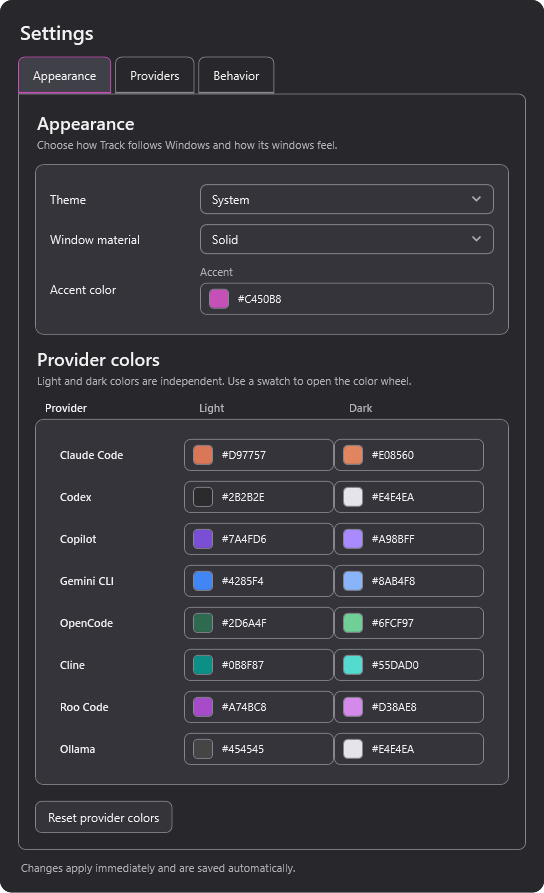 Settings
Appearance Providers Behavior
Appearance
Choose how Track follows Windows and how its windows feel.
Theme System
Window material Solid
Accent
Accent color #C450B8
Provider colors
Light and dark colors are independent. Use a swatch to open the color wheel.
Provider Light Dark
Claude Code #D97757 #E08560
Codex #2B2B2E #E4E4EA
Copilot #7A4FD6 #A98BFF
Gemini CLI #4285F4 #8AB4F8
OpenCode #2D6A4F #6FCF97
Cline #0B8F87 #55DAD0
Roo Code #A74BC8 #D38AE8
Ollama #454545 #E4E4EA
Reset provider colors
Changes apply immediately and are saved automatically.